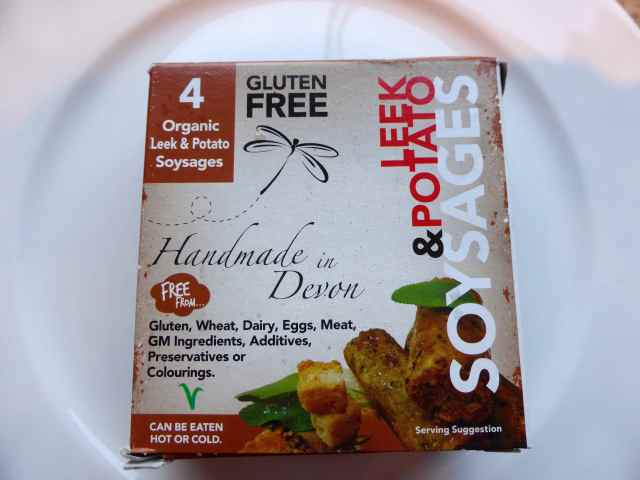 4
Organic
Leek & Potato
Soysages
GLUTEN
FREE
LEEK
&POTATO
SOYSAGES
Handmade in
Devon
FREE
FROM...
Gluten, Wheat, Dairy, Eggs, Meat,
GM Ingredients, Additives,
Preservatives or
Colourings.
V
CAN BE EATEN
HOT OR COLD.
Serving Suggestion